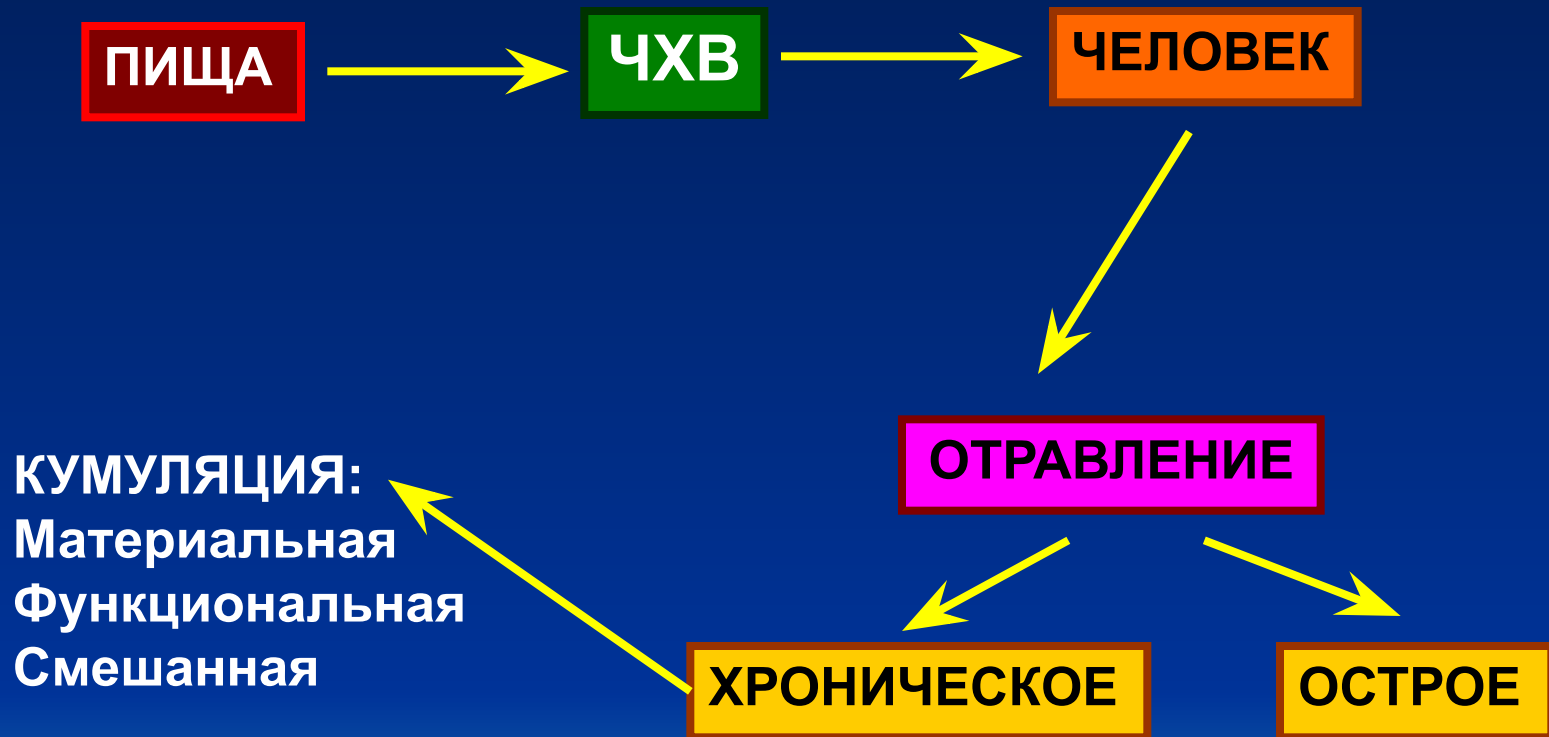 ПИЩА
ЧХВ
ЧЕЛОВЕК
ОТРАВЛЕНИЕ
КУМУЛЯЦИЯ:
Материальная
Функциональная
Смешанная
ХРОНИЧЕСКОЕ
ОСТРОЕ